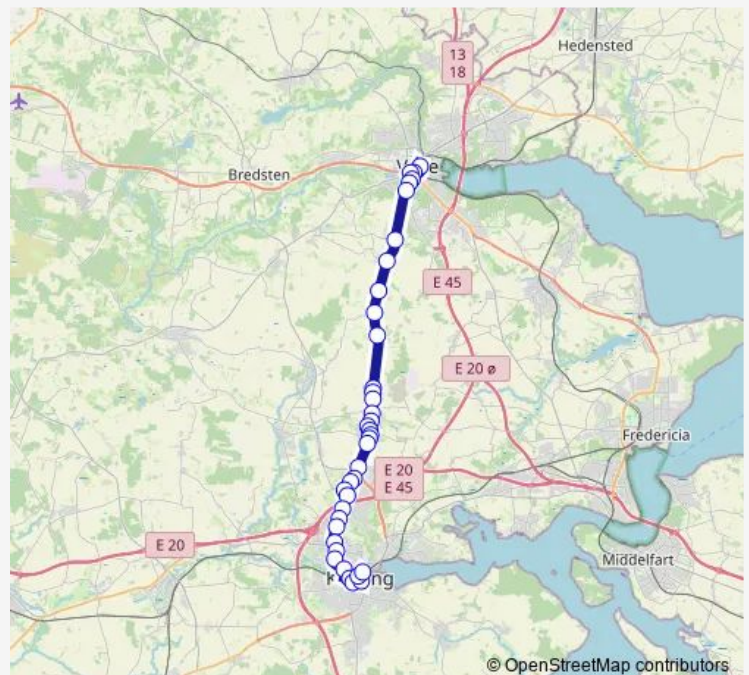 Hedensted
13
18
Bredsten
E 45
E 20 ø
Fredericia
E 20
E 45
E 20
Middelfart
© OpenStreetMap contributors